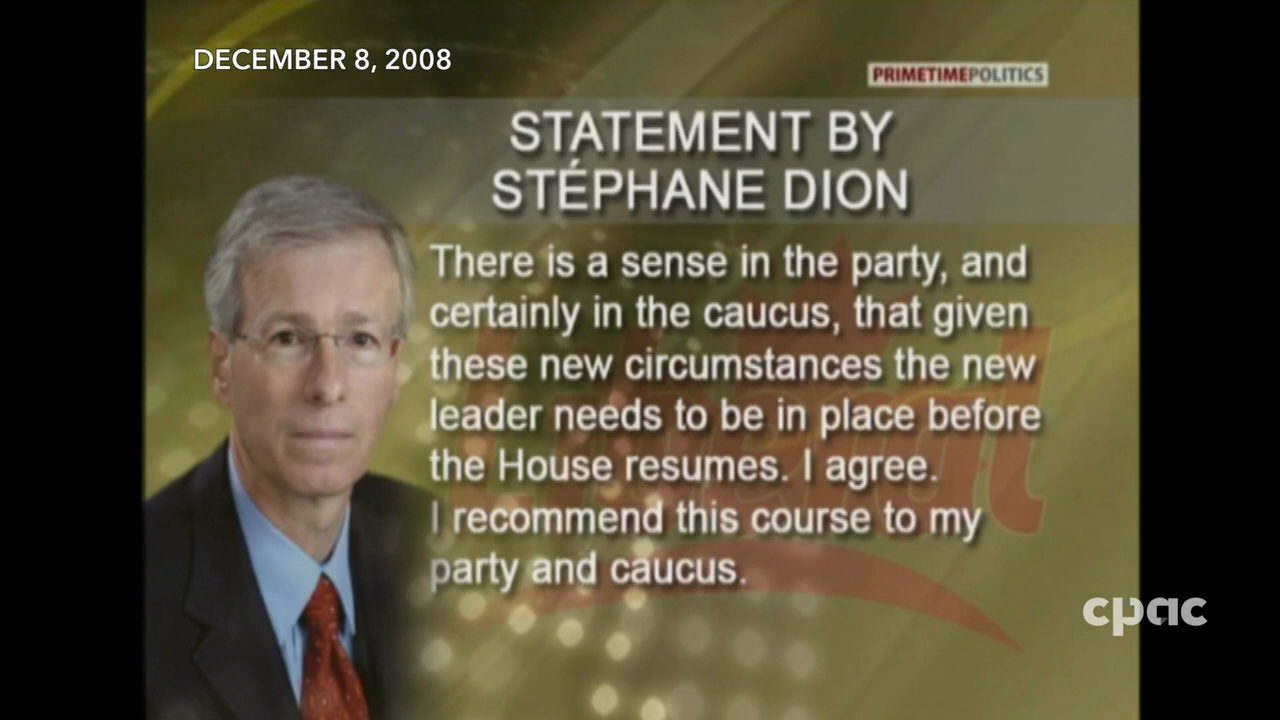 DECEMBER 8, 2008
PRIMETIMEPOLITICS
STATEMENT BY
STÉPHANE DION
There is a sense in the party, and
certainly in the caucus, that given
these new circumstances the new
leader needs to be in place before
the House resumes. I agree.
I recommend this course to my
party and caucus.
Liberal
cpac